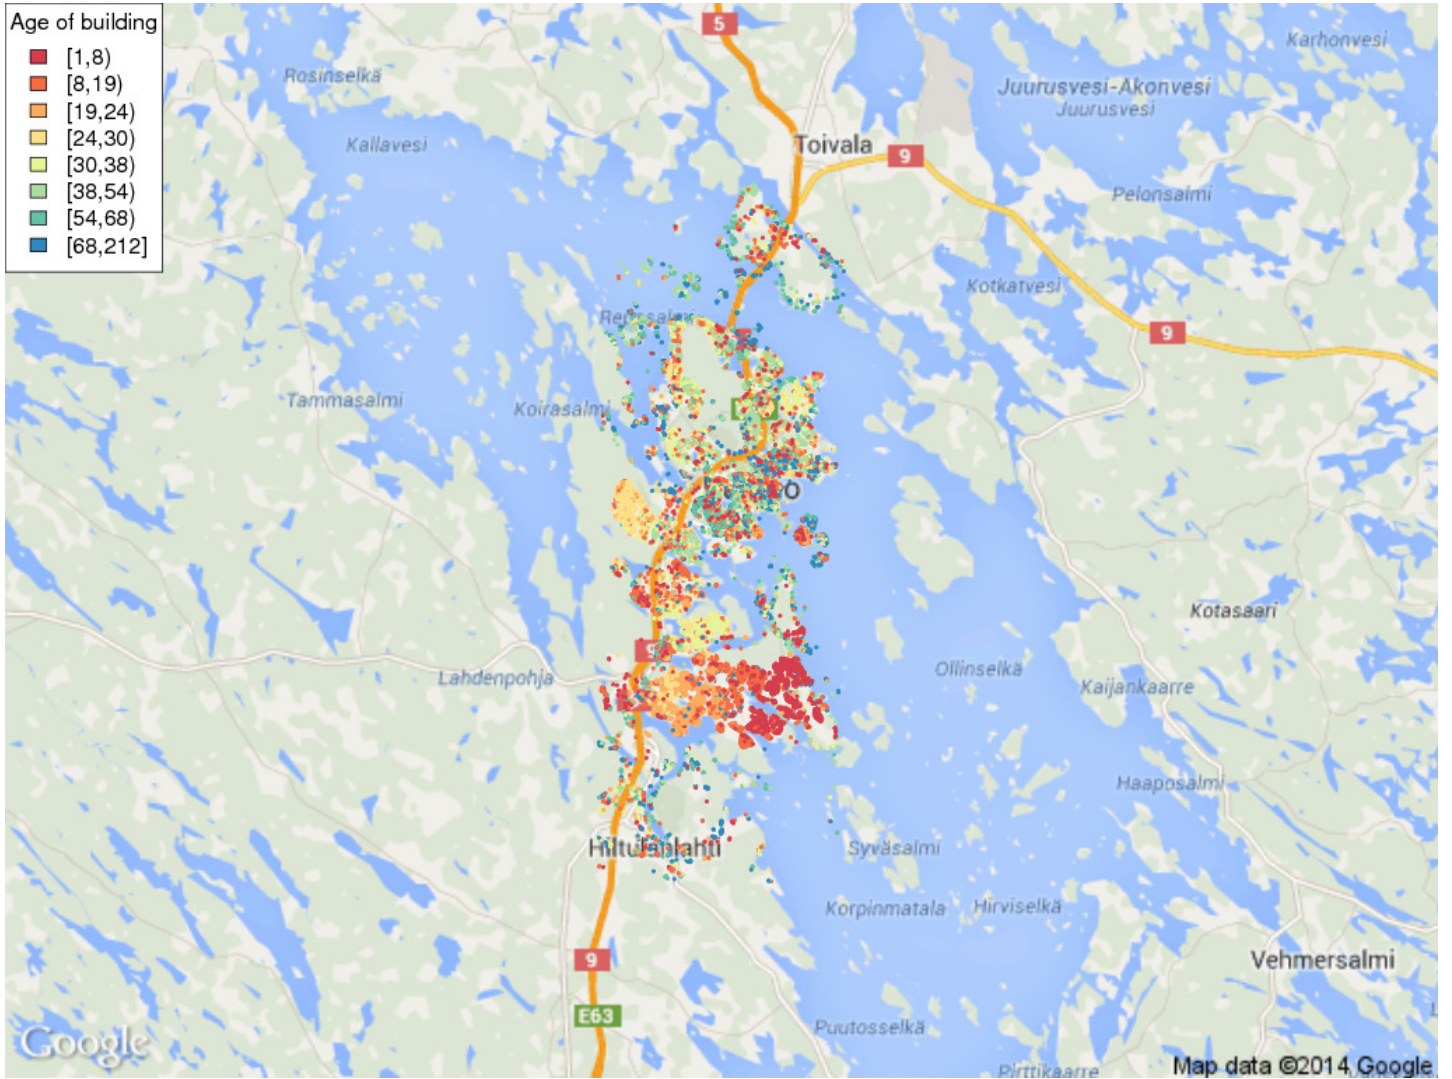 Age of building
[1,8)
[8,19)
[19,24)
[24,30)
[30,38)
[38,54)
[54,68)
[68,212]
5
Karhonvesi
Rosinselkä
Juurusvesi-Akonvesi
Juurusvesi
Kallavesi
Toivala
9
Pelonsalmi
Kotkatvesi
9
Tammasalmi
Koirasalmi
Kotasaari
9
Lahdenpohja
Ollinselkä
Kaijankaarre
Haaposalmi
Hiltulanlahti
Syväsalmi
Korpinmatala
Hirviselkä
9
Vehmersalmi
E63
Puutosselkä
Google
Pirttikaarre
Map data ©2014 Google